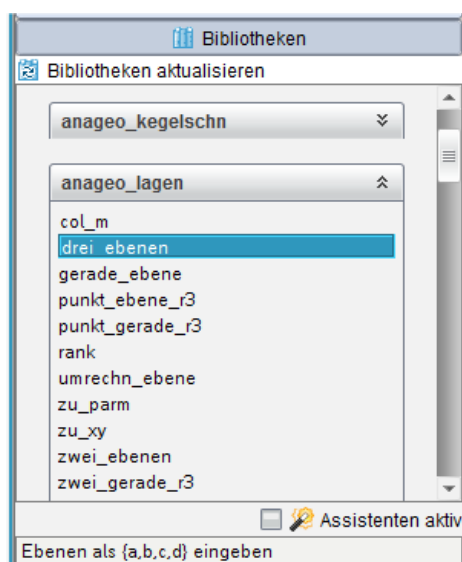 Bibliotheken
Bibliotheken aktualisieren
anageo_kegelschn
anageo_lagen
col_m
drei_ebenen
gerade_ebene
punkt_ebene_r3
punkt_gerade_r3
rank
umrechn_ebene
zu_parm
zu_xy
zwei_ebenen
zwei_gerade_r3
Assistenten aktiv
Ebenen als {a,b,c,d} eingeben